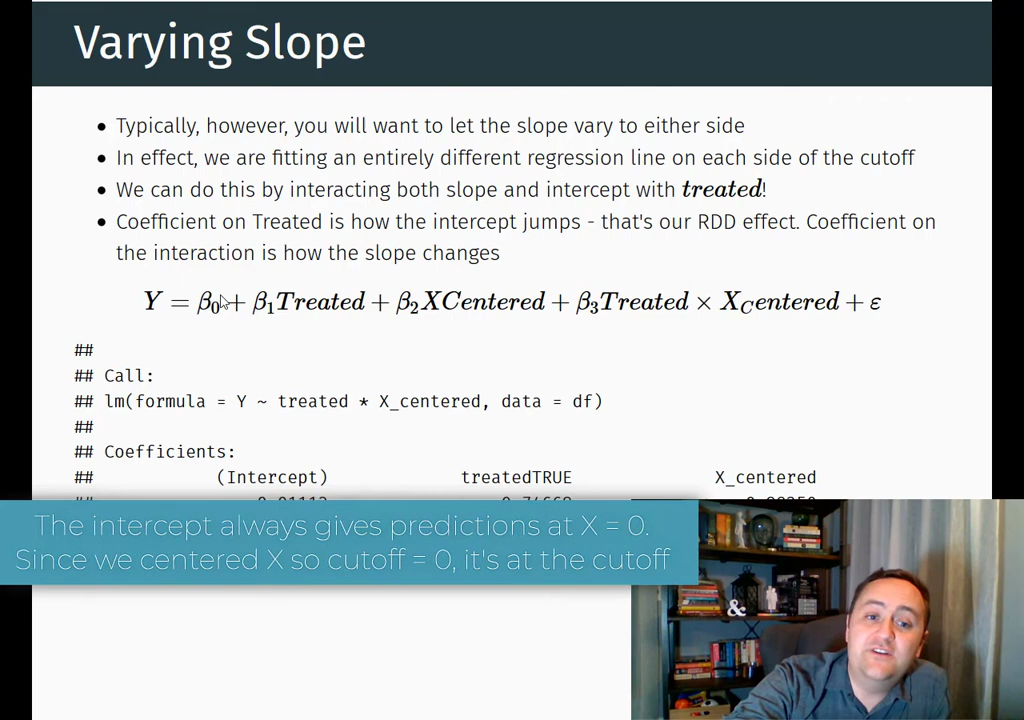 Varying Slope
• Typically, however, you will want to let the slope vary to either side
• In effect, we are fitting an entirely different regression line on each side of the cutoff
• We can do this by interacting both slope and intercept with treated!
• Coefficient on Treated is how the intercept jumps - that's our RDD effect. Coefficient on
the interaction is how the slope changes
Y = β₀ + β₁Treated + β₂XCentered + β₃Treated × X_Centered + ε
##
## Call:
## lm(formula = Y ~ treated * X_centered, data = df)
##
## Coefficients:
## (Intercept) treatedTRUE X_centered
##
The intercept always gives predictions at X = 0.
Since we centered X so cutoff = 0, it's at the cutoff
&